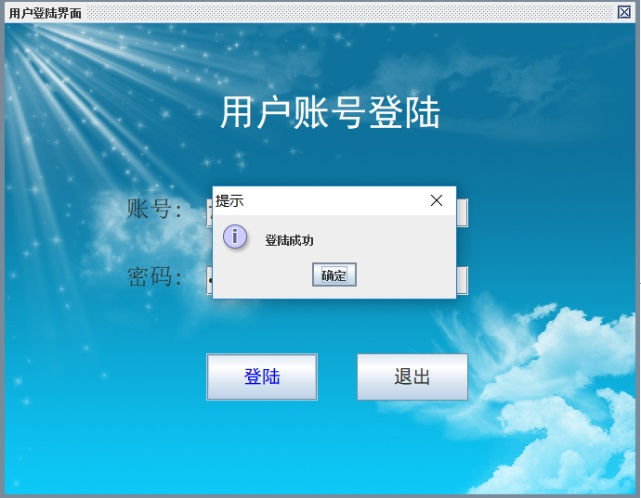 用户登陆界面
用户账号登陆
提示
账号：
登陆成功
密码：
确定
登陆
退出